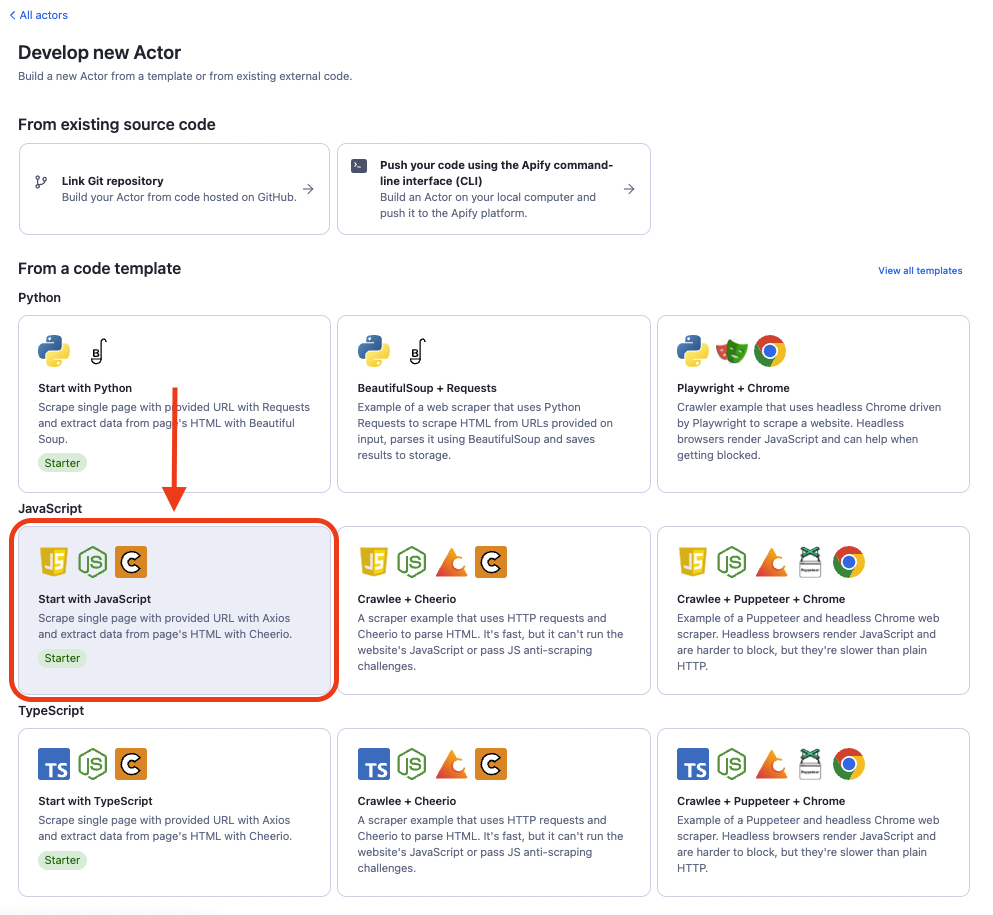 All actors
Develop new Actor
Build a new Actor from a template or from existing external code.
From existing source code
Link Git repository
Build your Actor from code hosted on GitHub.
Push your code using the Apify command-
line interface (CLI)
Build an Actor on your local computer and
push it to the Apify platform.
From a code template
View all templates
Python
B
Start with Python
Scrape single page with provided URL with Requests
and extract data from page's HTML with Beautiful
Soup.
Starter
B
BeautifulSoup + Requests
Example of a web scraper that uses Python
Requests to scrape HTML from URLs provided on
input, parses it using BeautifulSoup and saves
results to storage.
Playwright + Chrome
Crawler example that uses headless Chrome driven
by Playwright to scrape a website. Headless
browsers render JavaScript and can help when
getting blocked.
JavaScript
JS JS C
Start with JavaScript
Scrape single page with provided URL with Axios
and extract data from page's HTML with Cheerio.
Starter
JS JS C
Crawlee + Cheerio
A scraper example that uses HTTP requests and
Cheerio to parse HTML. It's fast, but it can't run the
website's JavaScript or pass JS anti-scraping
challenges.
JS JS Puppeteer
Crawlee + Puppeteer + Chrome
Example of a Puppeteer and headless Chrome web
scraper. Headless browsers render JavaScript and
are harder to block, but they're slower than plain
HTTP.
TypeScript
TS JS C
Start with TypeScript
Scrape single page with provided URL with Axios
and extract data from page's HTML with Cheerio.
Starter
TS JS C
Crawlee + Cheerio
A scraper example that uses HTTP requests and
Cheerio to parse HTML. It's fast, but it can't run the
website's JavaScript or pass JS anti-scraping
challenges.
TS JS Puppeteer
Crawlee + Puppeteer + Chrome
Example of a Puppeteer and headless Chrome web
scraper. Headless browsers render JavaScript and
are harder to block, but they're slower than plain
HTTP.